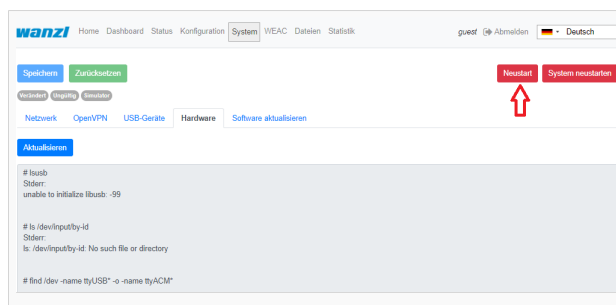 wanzl Home Dashboard Status Konfiguration System WEAC Dateien Statistik guest Abmelden Deutsch
Speichern Zurücksetzen Neustart System neustarten
Verändert Ungültig Simulator
Netzwerk OpenVPN USB-Geräte Hardware Software aktualisieren
Aktualisieren
# lsusb
Stderr:
unable to initialize libusb: -99
# ls /dev/input/by-id
Stderr:
ls: /dev/input/by-id: No such file or directory
# find /dev -name ttyUSB* -o -name ttyACM*